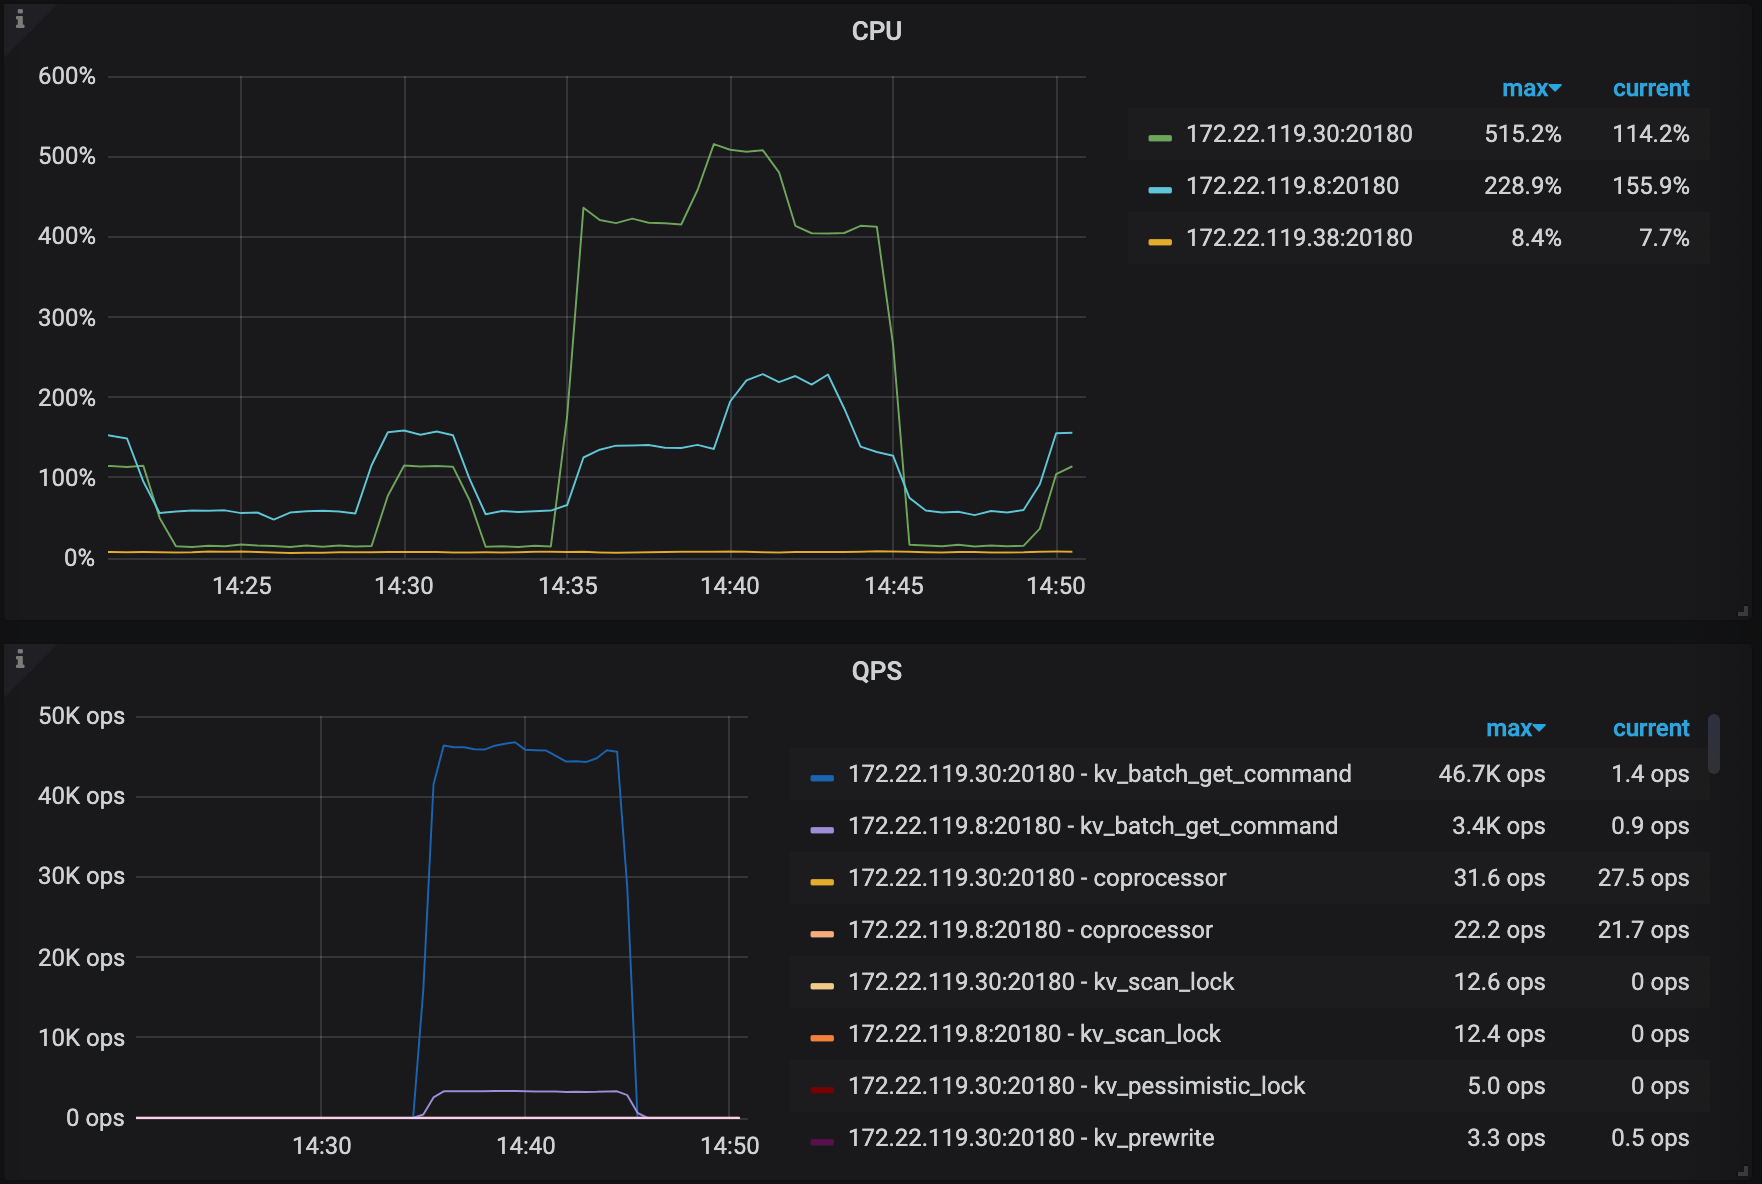 CPU
600%
500%
400%
300%
200%
100%
0%
14:25 14:30 14:35 14:40 14:45 14:50
max current
172.22.119.30:20180 515.2% 114.2%
172.22.119.8:20180 228.9% 155.9%
172.22.119.38:20180 8.4% 7.7%
QPS
50K ops
40K ops
30K ops
20K ops
10K ops
0 ops
14:30 14:40 14:50
max current
172.22.119.30:20180 - kv_batch_get_command 46.7K ops 1.4 ops
172.22.119.8:20180 - kv_batch_get_command 3.4K ops 0.9 ops
172.22.119.30:20180 - coprocessor 31.6 ops 27.5 ops
172.22.119.8:20180 - coprocessor 22.2 ops 21.7 ops
172.22.119.30:20180 - kv_scan_lock 12.6 ops 0 ops
172.22.119.8:20180 - kv_scan_lock 12.4 ops 0 ops
172.22.119.30:20180 - kv_pessimistic_lock 5.0 ops 0 ops
172.22.119.30:20180 - kv_prewrite 3.3 ops 0.5 ops